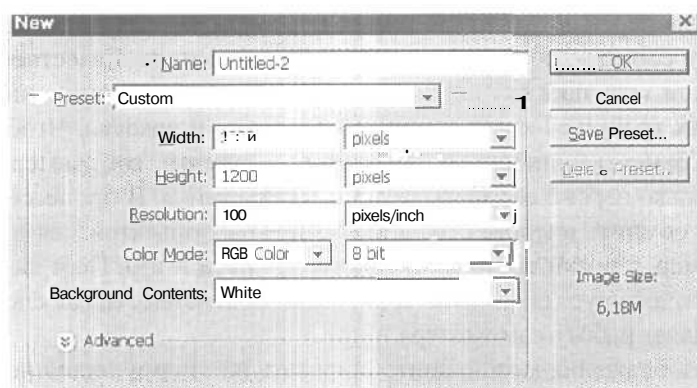 New
Name: Untitled-2
OK
Preset: Custom
Cancel
Width: pixels
Save Preset...
Height: 1200 pixels
Preset...
Resolution: 100 pixels/inch
Color Mode: RGB Color 8 bit
Image Size:
Background Contents; White
6,18M
Advanced